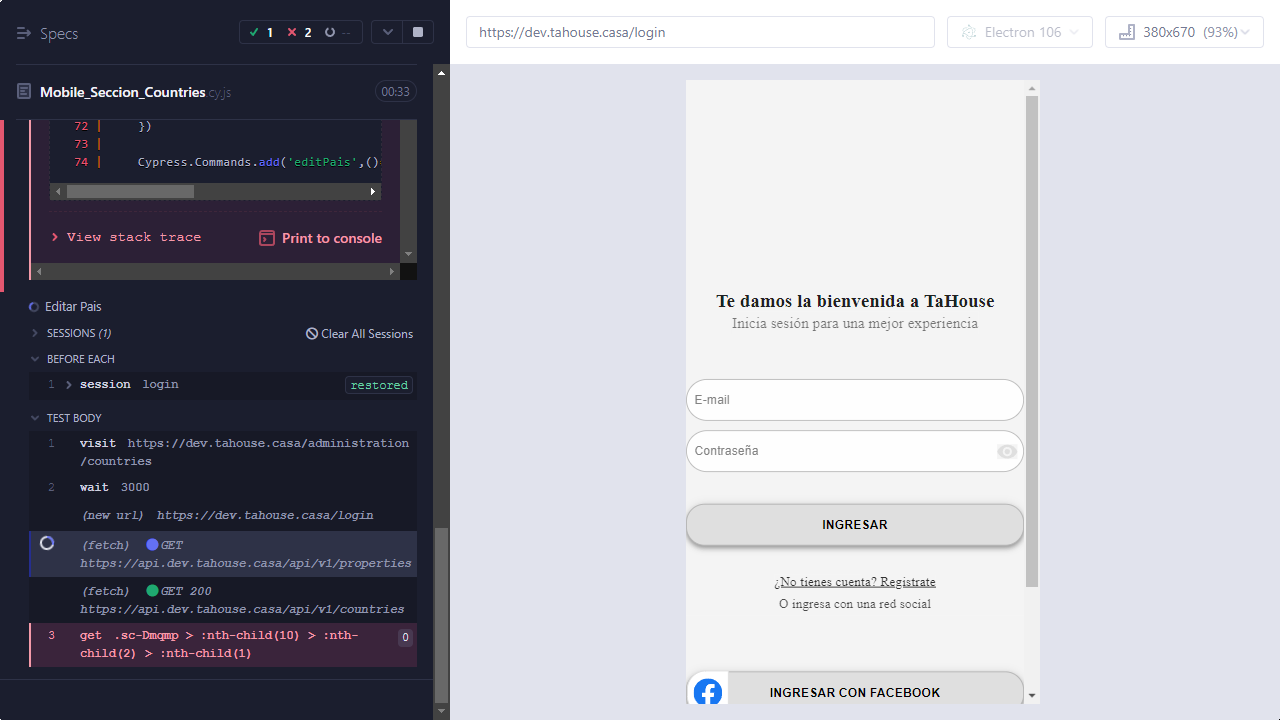 Specs
1 2 --
https://dev.tahouse.casa/login
Electron 106
380x670 (93%)
Mobile_Seccion_Countries.cy.js
00:33
72 | })
73 |
74 | Cypress.Commands.add('editPais',()
View stack trace
Print to console
Editar Pais
SESSIONS (1)
Clear All Sessions
BEFORE EACH
1 session login restored
TEST BODY
1 visit https://dev.tahouse.casa/administration
/countries
2 wait 3000
(new url) https://dev.tahouse.casa/login
(fetch) GET
https://api.dev.tahouse.casa/api/v1/properties
(fetch) GET 200
https://api.dev.tahouse.casa/api/v1/countries
3 get .sc-Dmqmp > :nth-child(10) > :nth-
child(2) > :nth-child(1)
0
Te damos la bienvenida a TaHouse
Inicia sesión para una mejor experiencia
E-mail
Contraseña
INGRESAR
¿No tienes cuenta? Registrate
O ingresa con una red social
INGRESAR CON FACEBOOK